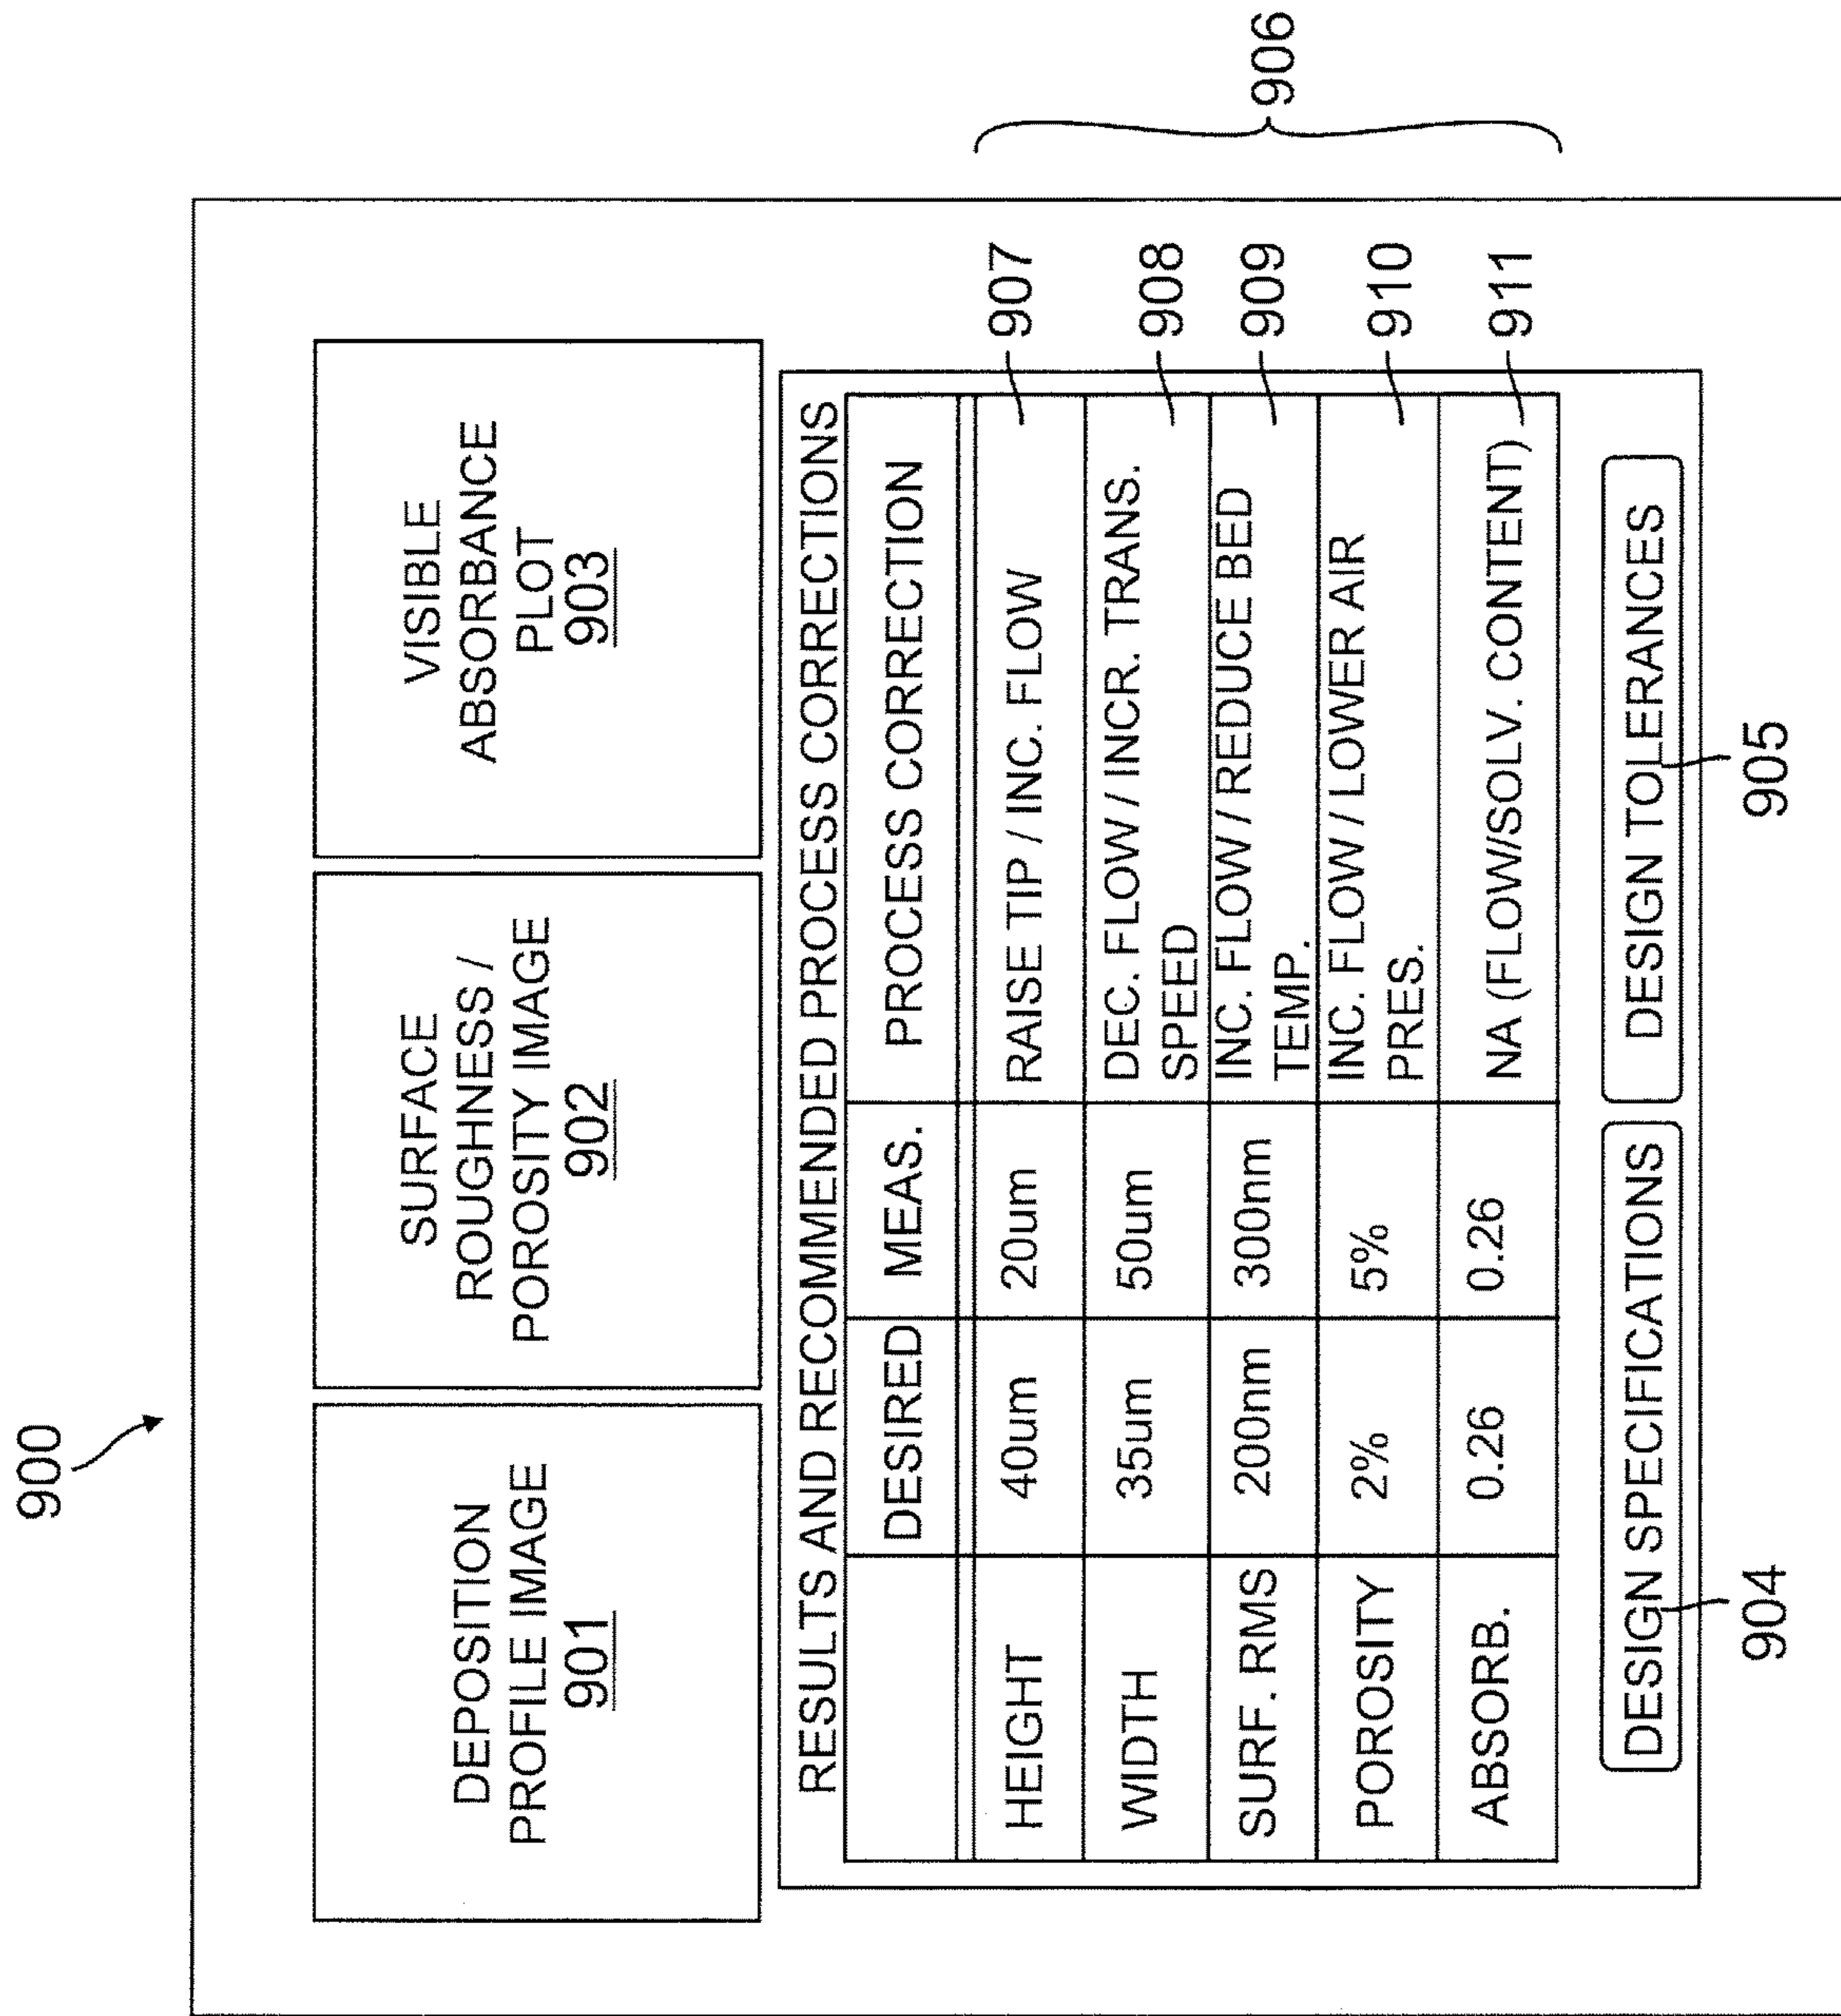 900
DEPOSITION
PROFILE IMAGE
901
SURFACE
ROUGHNESS /
POROSITY IMAGE
902
VISIBLE
ABSORBANCE
PLOT
903
RESULTS AND RECOMMENDED PROCESS CORRECTIONS
DESIRED MEAS. PROCESS CORRECTION
HEIGHT 40um 20um RAISE TIP / INC. FLOW 907
WIDTH 35um 50um DEC. FLOW / INCR. TRANS.
SPEED 908
SURF. RMS 200nm 300nm INC. FLOW / REDUCE BED
TEMP. 909
POROSITY 2% 5% INC. FLOW / LOWER AIR
PRES. 910
ABSORB. 0.26 0.26 NA (FLOW/SOLV. CONTENT) 911
906
DESIGN SPECIFICATIONS DESIGN TOLERANCES
904 905